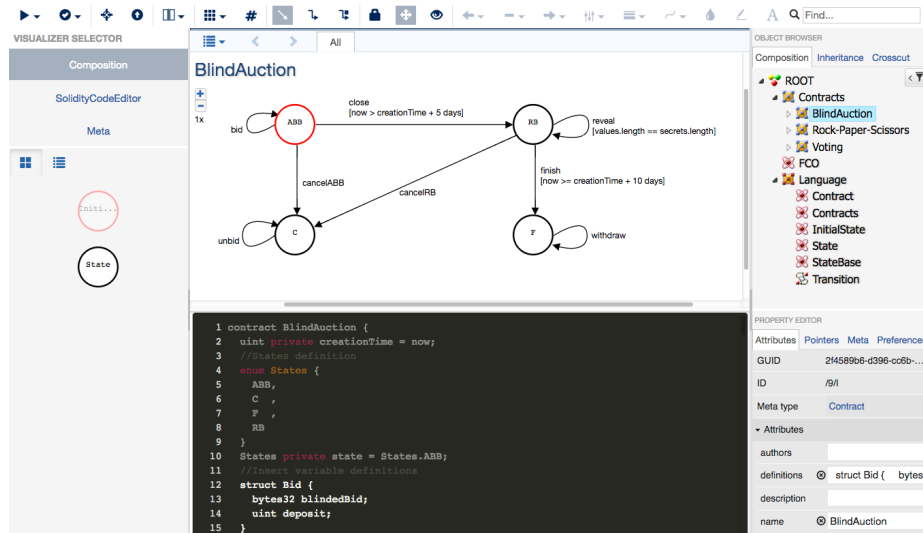 # A Find...
VISUALIZER SELECTOR
Composition
SolidityCodeEditor
Meta
Initi...
State
All
BlindAuction
+
-
1x
bid
ABB
close
[now > creationTime + 5 days]
RB
reveal
[values.length == secrets.length]
cancelABB
cancelRB
finish
[now >= creationTime + 10 days]
unbid
C
F
withdraw
1 contract BlindAuction {
2 uint private creationTime = now;
3 //States definition
4 enum States {
5 ABB,
6 C ,
7 F ,
8 RB
9 }
10 States private state = States.ABB;
11 //Insert variable definitions
12 struct Bid {
13 bytes32 blindedBid;
14 uint deposit;
15 }
OBJECT BROWSER
Composition Inheritance Crosscut
ROOT
Contracts
BlindAuction
Rock-Paper-Scissors
Voting
FCO
Language
Contract
Contracts
InitialState
State
StateBase
Transition
PROPERTY EDITOR
Attributes Pointers Meta Preference
GUID 2f4589b6-d396-cc6b-...
ID /9/I
Meta type Contract
Attributes
authors
definitions struct Bid { bytes
description
name BlindAuction